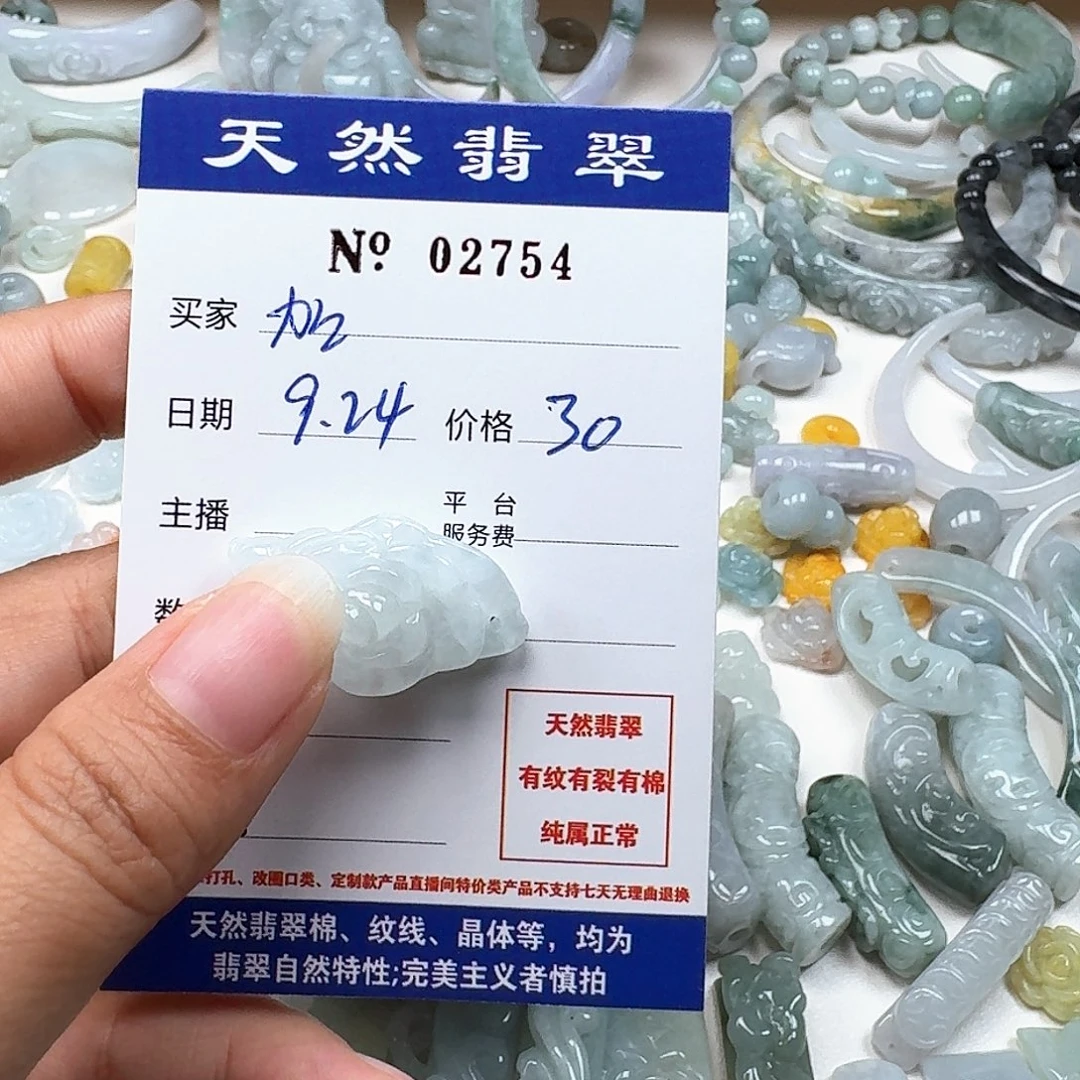 天然翡翠
Nº 02754
买家 加
日期 9.24 价格 30
主播 平台
服务费
数
天然翡翠
有纹有裂有棉
纯属正常
打孔、改圈口类、定制款产品直播间特价类产品不支持七天无理曲退换
天然翡翠棉、纹线、晶体等，均为
翡翠自然特性;完美主义者慎拍